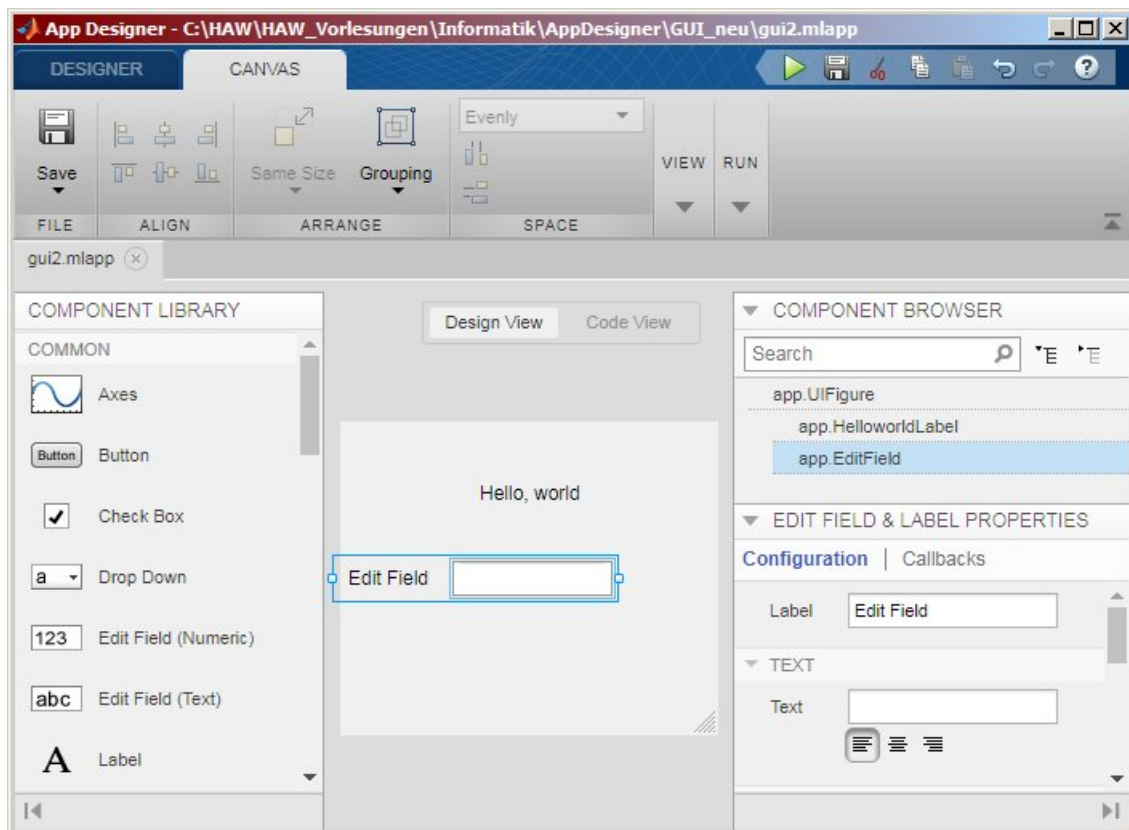 App Designer - C:\HAW\HAW_Vorlesungen\Informatik\AppDesigner\GUI_neu\gui2.mlapp
DESIGNER
CANVAS
Save
Same Size
Grouping
Evenly
VIEW
RUN
FILE
ALIGN
ARRANGE
SPACE
gui2.mlapp
COMPONENT LIBRARY
COMMON
Axes
Button
Button
Check Box
a
Drop Down
123
Edit Field (Numeric)
abc
Edit Field (Text)
A
Label
Design View
Code View
Hello, world
Edit Field
COMPONENT BROWSER
Search
app.UIFigure
app.HelloworldLabel
app.EditField
EDIT FIELD & LABEL PROPERTIES
Configuration | Callbacks
Label
Edit Field
TEXT
Text